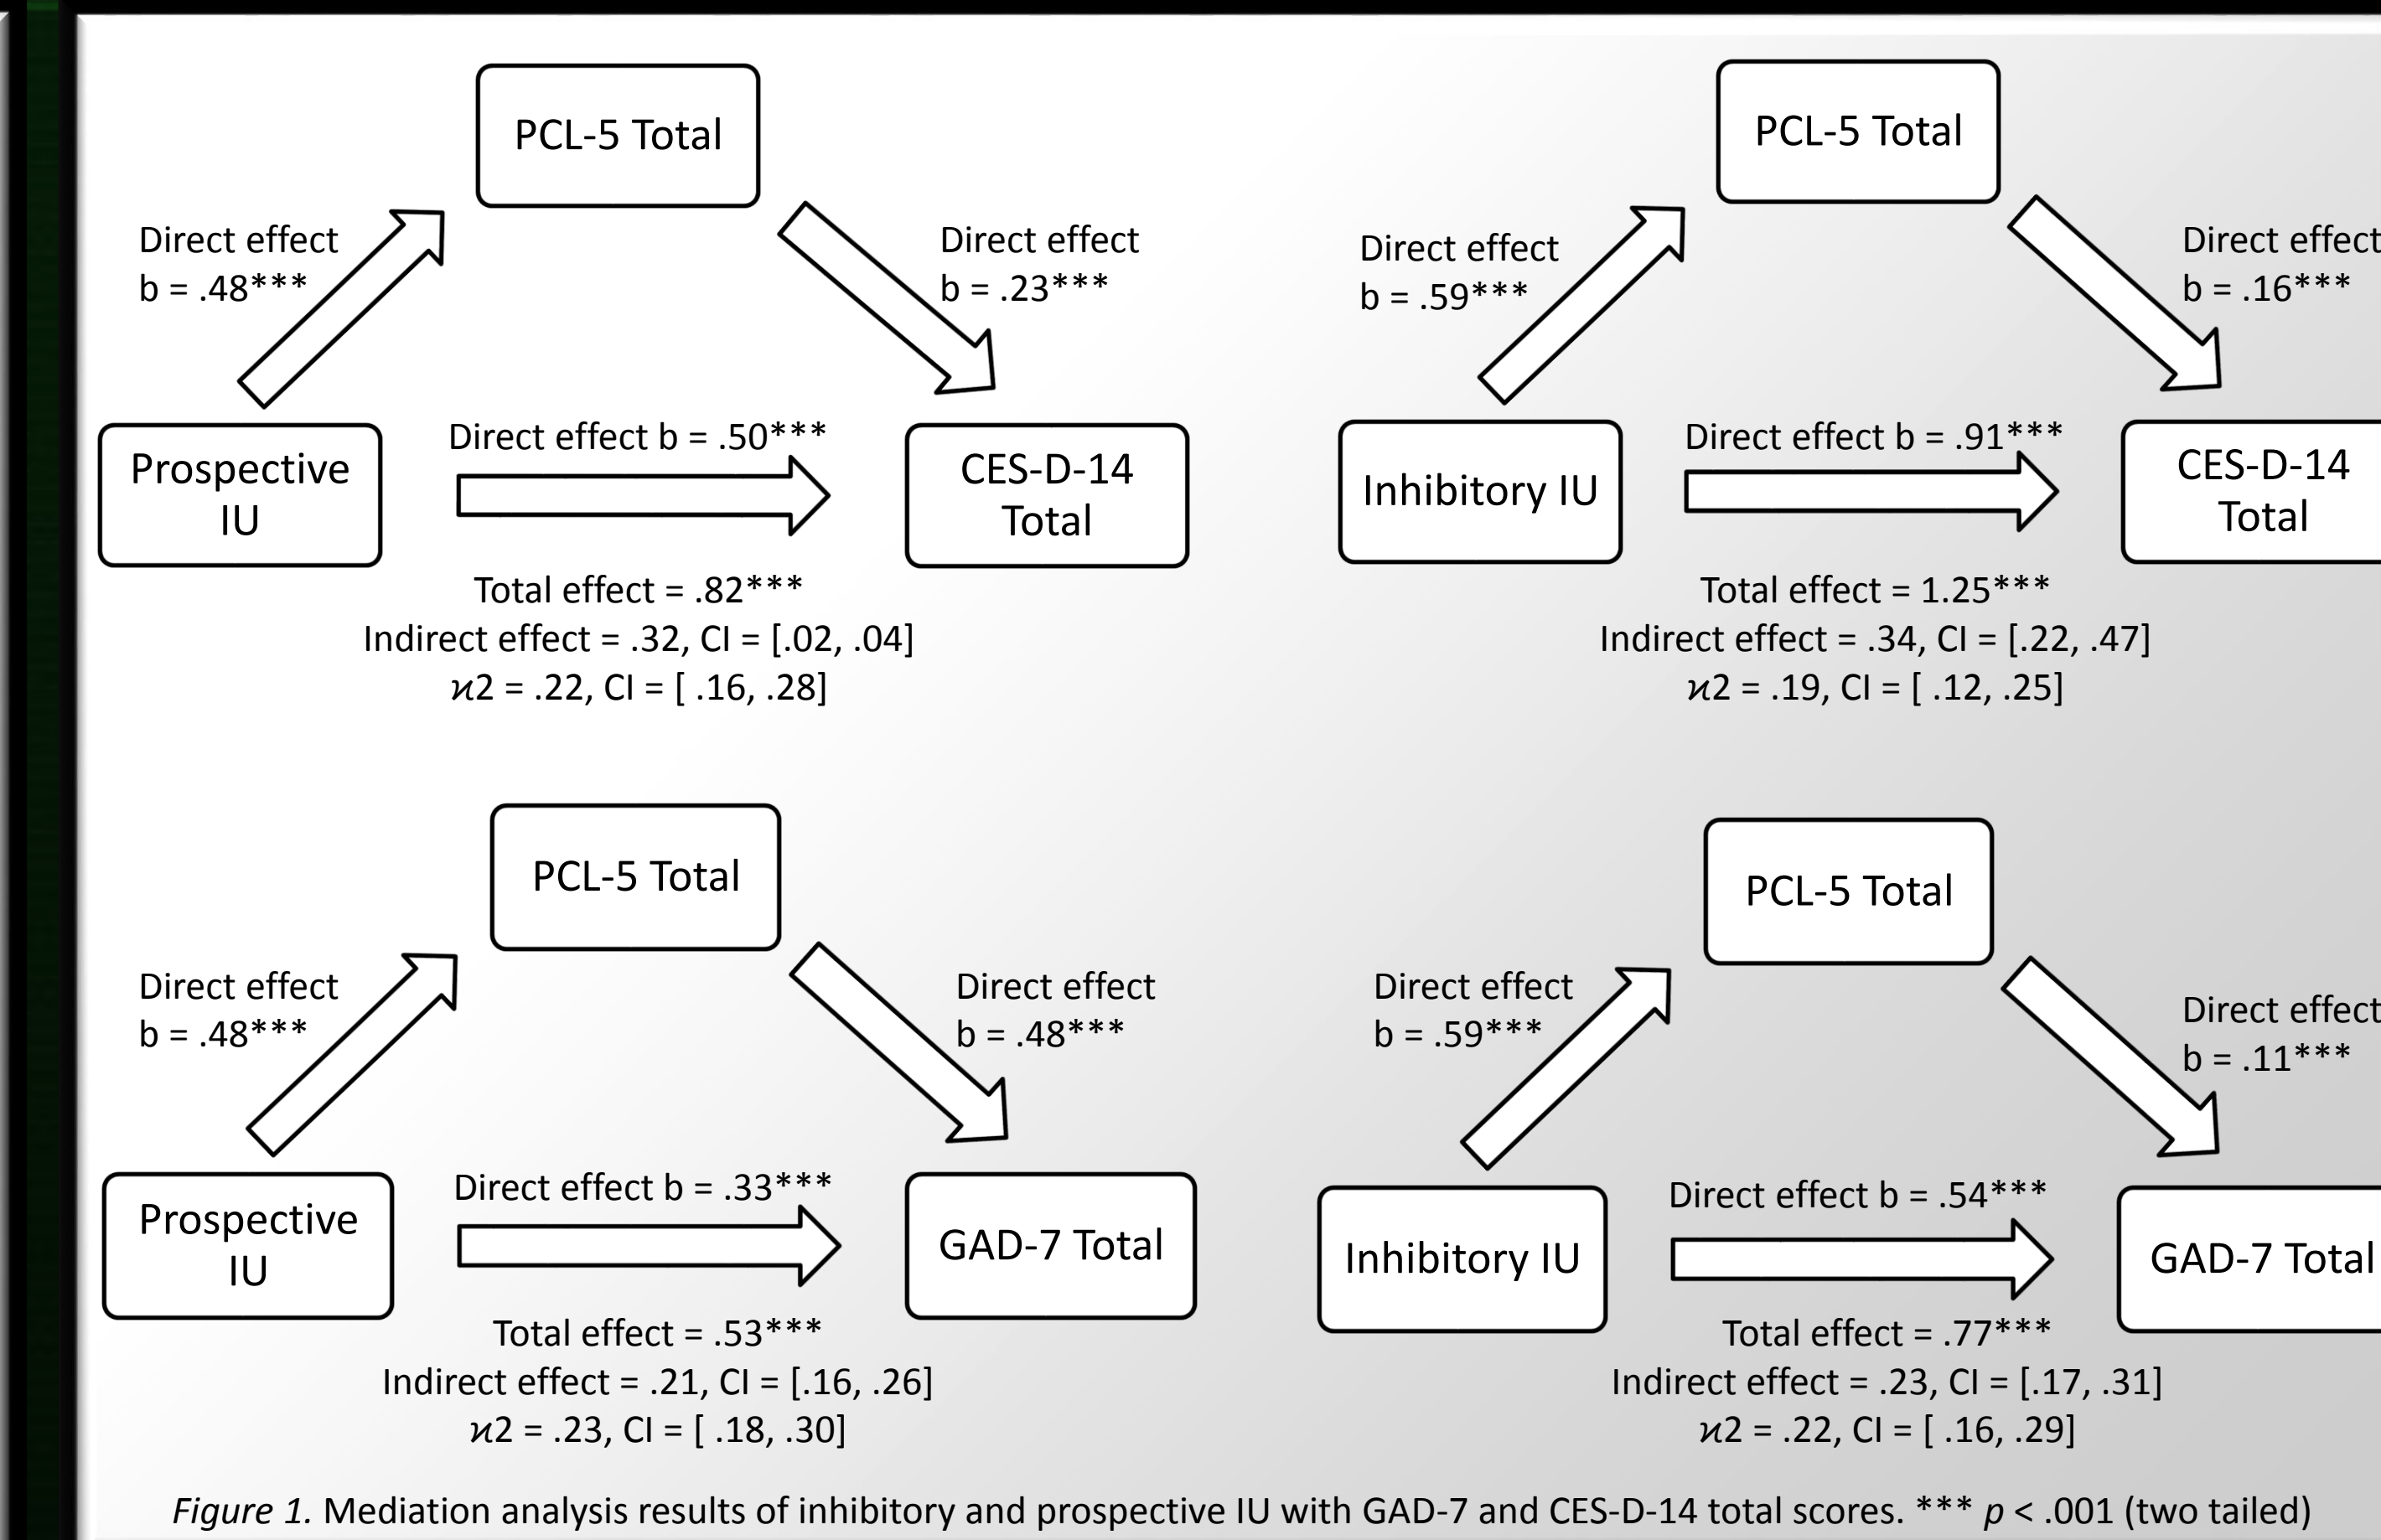 PCL-5 Total
Direct effect
b = .48***
Direct effect
b = .23***
Prospective
IU
Direct effect b = .50***
CES-D-14
Total
Total effect = .82***
Indirect effect = .32, CI = [.02, .04]
ϰ2 = .22, CI = [ .16, .28]
PCL-5 Total
Direct effect
b = .59***
Direct effect
b = .16***
Inhibitory IU
Direct effect b = .91***
CES-D-14
Total
Total effect = 1.25***
Indirect effect = .34, CI = [.22, .47]
ϰ2 = .19, CI = [ .12, .25]
PCL-5 Total
Direct effect
b = .48***
Direct effect
b = .48***
Prospective
IU
Direct effect b = .33***
GAD-7 Total
Total effect = .53***
Indirect effect = .21, CI = [.16, .26]
ϰ2 = .23, CI = [ .18, .30]
PCL-5 Total
Direct effect
b = .59***
Direct effect
b = .11***
Inhibitory IU
Direct effect b = .54***
GAD-7 Total
Total effect = .77***
Indirect effect = .23, CI = [.17, .31]
ϰ2 = .22, CI = [ .16, .29]
Figure 1. Mediation analysis results of inhibitory and prospective IU with GAD-7 and CES-D-14 total scores. *** p < .001 (two tailed)